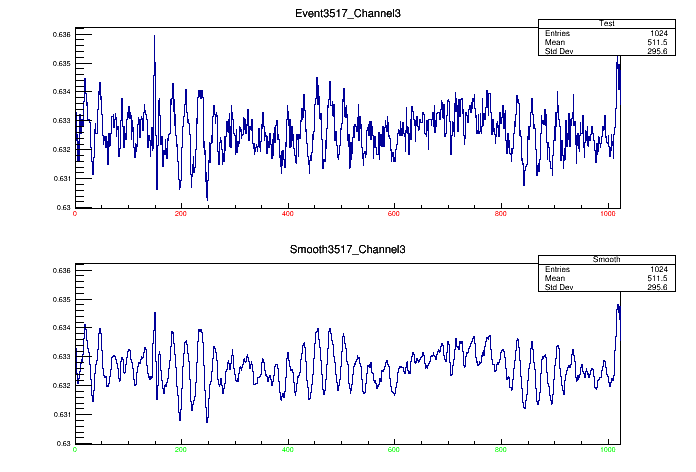 Event3517_Channel3
Test
Entries 1024
Mean 511.5
Std Dev 295.6
0.636
0.635
0.634
0.633
0.632
0.631
0.63
0 200 400 600 800 1000
Smooth3517_Channel3
Smooth
Entries 1024
Mean 511.5
Std Dev 295.6
0.636
0.635
0.634
0.633
0.632
0.631
0.63
0 200 400 600 800 1000